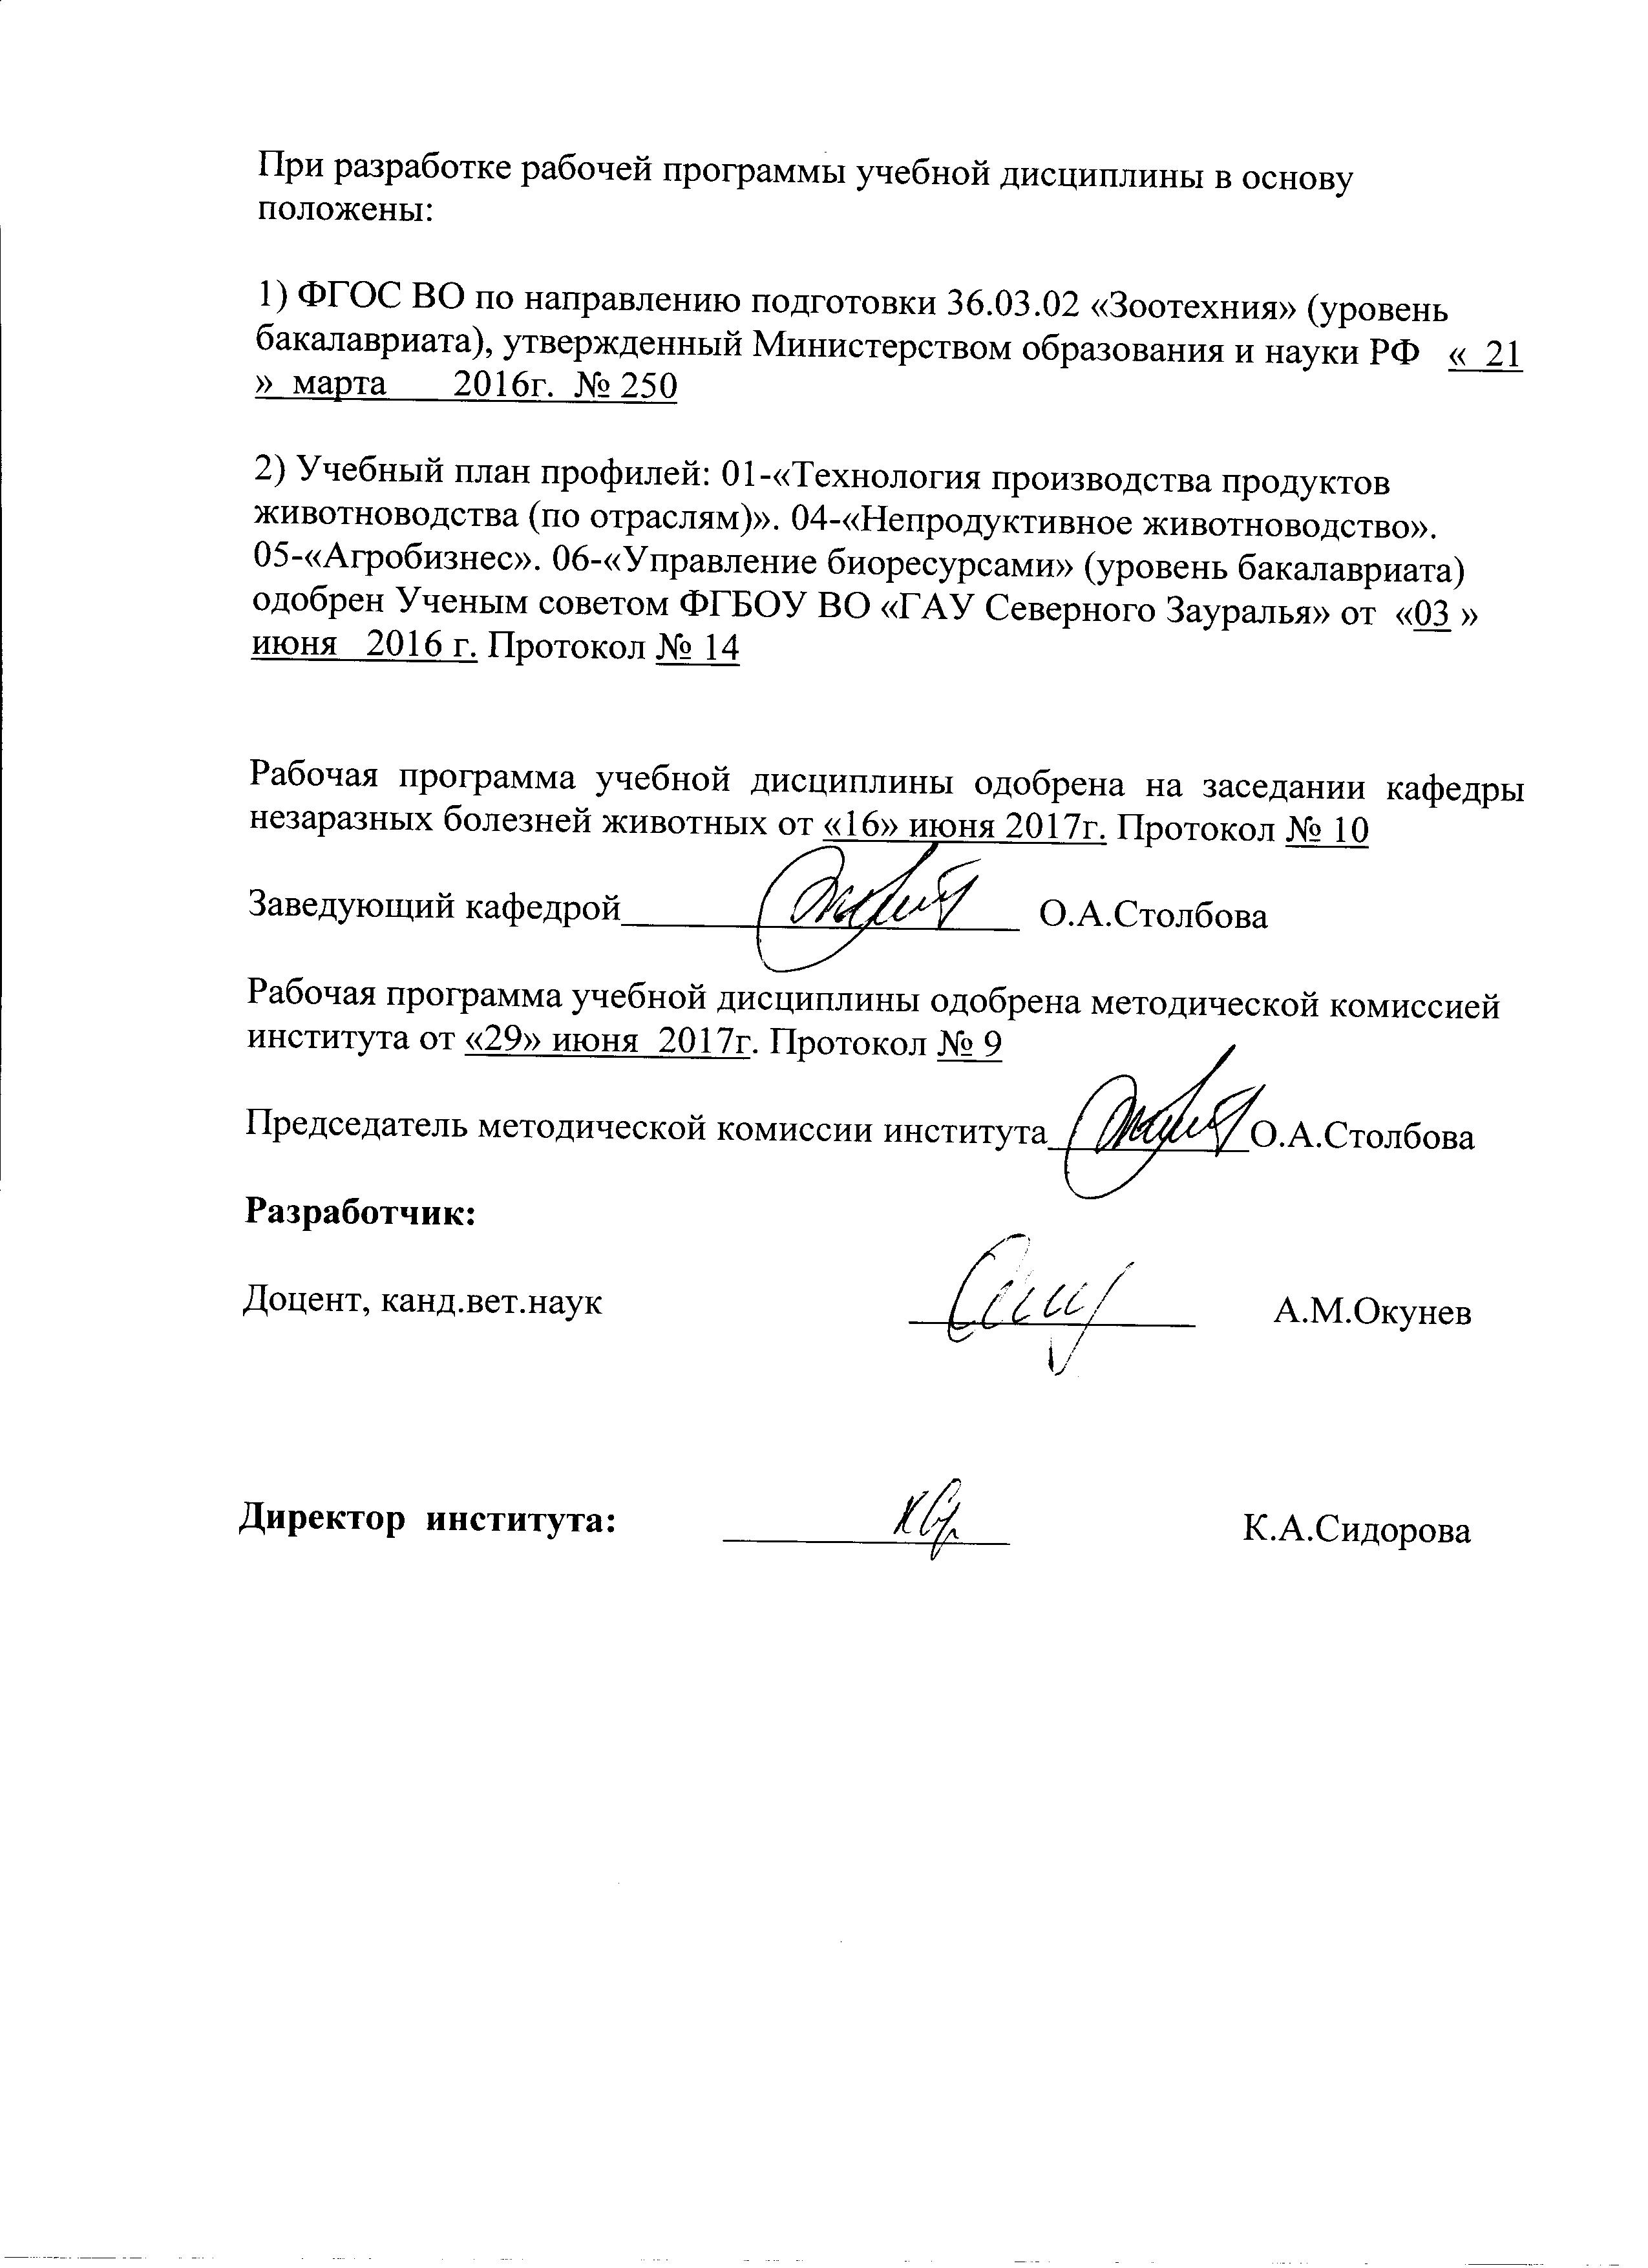 При разработке рабочей программы учебной дисциплины в основу
положены:
1) ФГОС ВО по направлению подготовки 36.03.02 «Зоотехния» (уровень
бакалавриата), утвержденный Министерством образования и науки РФ « 21
» марта 2016г. № 250
2) Учебный план профилей: 01-«Технология производства продуктов
животноводства (по отраслям)». 04-«Непродуктивное животноводство».
05-«Агробизнес». 06-«Управление биоресурсами» (уровень бакалавриата)
одобрен Ученым советом ФГБОУ ВО «ГАУ Северного Зауралья» от «03 »
июня 2016 г. Протокол № 14
Рабочая программа учебной дисциплины одобрена на заседании кафедры
незаразных болезней животных от «16» июня 2017г. Протокол № 10
Заведующий кафедрой____________________ О.А.Столбова
Рабочая программа учебной дисциплины одобрена методической комиссией
института от «29» июня 2017г. Протокол № 9
Председатель методической комиссии института__________О.А.Столбова
Разработчик:
Доцент, канд.вет.наук ______________ А.М.Окунев
Директор института: ______________ К.А.Сидорова